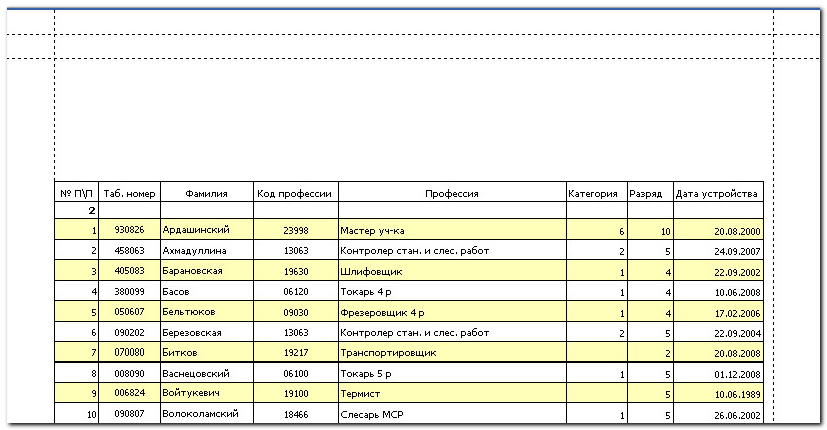 № П\П Таб. номер Фамилия Код профессии Профессия Категория Разряд Дата устройства
2
1 930826 Ардашинский 23998 Мастер уч-ка 6 10 20.08.2000
2 458063 Ахмадуллина 13063 Контролер стан. и слес. работ 2 5 24.09.2007
3 405083 Барановская 19630 Шлифовщик 1 4 22.09.2002
4 380099 Басов 06120 Токарь 4 р 1 4 10.06.2008
5 050607 Бельтюков 09030 Фрезеровщик 4 р 1 4 17.02.2006
6 090202 Березовская 13063 Контролер стан. и слес. работ 2 5 22.09.2004
7 070080 Битков 19217 Транспортировщик 2 20.08.2008
8 008090 Васнецовский 06100 Токарь 5 р 1 5 01.12.2008
9 006824 Войтукевич 19100 Термист 5 10.06.1989
10 090807 Волоколамский 18466 Слесарь МСР 1 5 26.06.2002